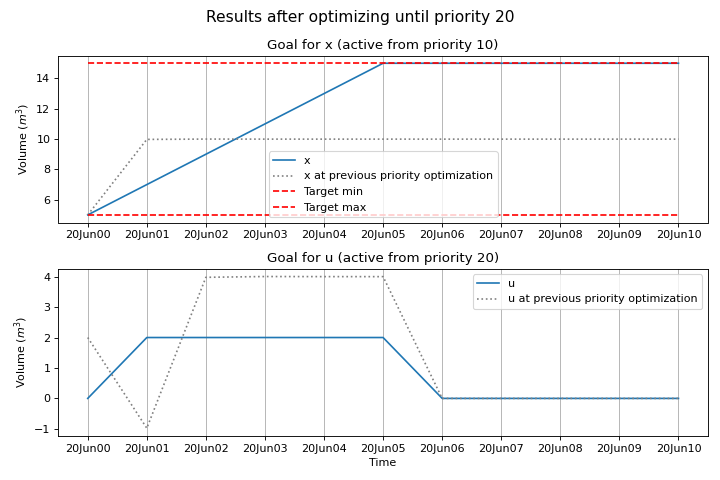 Results after optimizing until priority 20
Goal for x (active from priority 10)
Volume (m³)
14
12
10
8
6
x
x at previous priority optimization
Target min
Target max
20Jun00 20Jun01 20Jun02 20Jun03 20Jun04 20Jun05 20Jun06 20Jun07 20Jun08 20Jun09 20Jun10
Goal for u (active from priority 20)
Volume (m³)
4
3
2
1
0
−1
u
u at previous priority optimization
20Jun00 20Jun01 20Jun02 20Jun03 20Jun04 20Jun05 20Jun06 20Jun07 20Jun08 20Jun09 20Jun10
Time